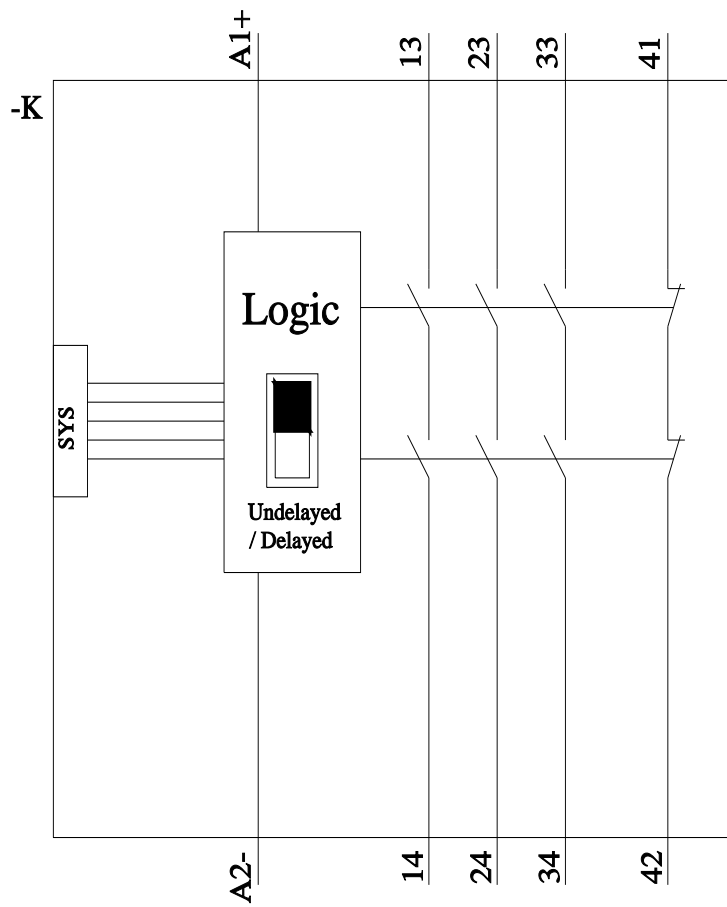 A1+
13
23
33
41
-K
Logic
SYS
Undelayed
/ Delayed
A2-
14
24
34
42